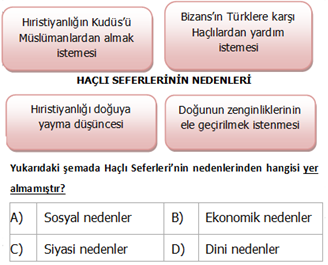 Hıristiyanlığın Kudüs'ü
Müslümanlardan almak
istemesi
Bizans'ın Türklere karşı
Haçlılardan yardım
istemesi
HAÇLI SEFERLERİNİN NEDENLERİ
Hıristiyanlığı doğuya
yayma düşüncesi
Doğunun zenginliklerinin
ele geçirilmek istenmesi
Yukarıdaki şemada Haçlı Seferleri'nin nedenlerinden hangisi yer
almamıştır?
A) Sosyal nedenler B) Ekonomik nedenler
C) Siyasi nedenler D) Dini nedenler